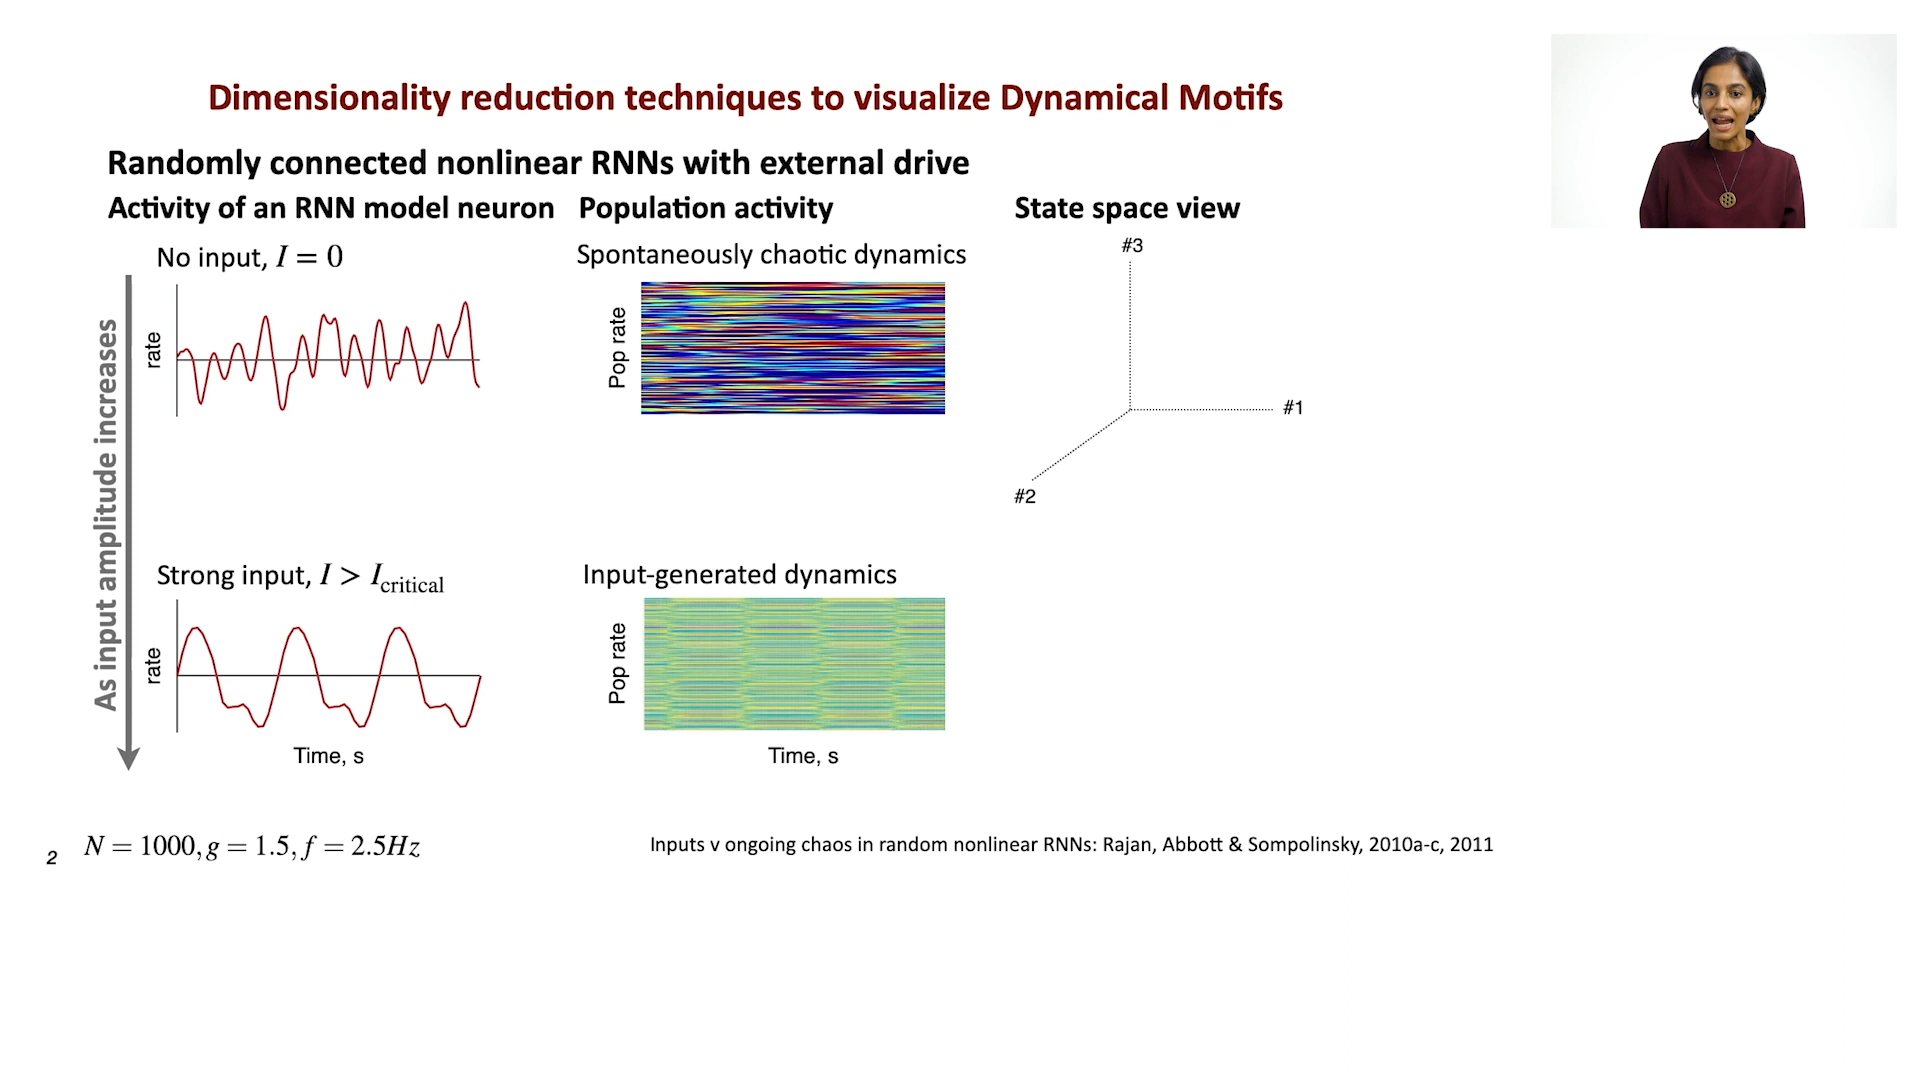 Dimensionality reduction techniques to visualize Dynamical Motifs
Randomly connected nonlinear RNNs with external drive
Activity of an RNN model neuron
Population activity
State space view
No input, I = 0
Spontaneously chaotic dynamics
#3
As input amplitude increases
rate
Pop rate
#1
#2
Strong input, I > I_critical
Input-generated dynamics
rate
Pop rate
Time, s
Time, s
2
N = 1000, g = 1.5, f = 2.5Hz
Inputs v ongoing chaos in random nonlinear RNNs: Rajan, Abbott & Sompolinsky, 2010a-c, 2011